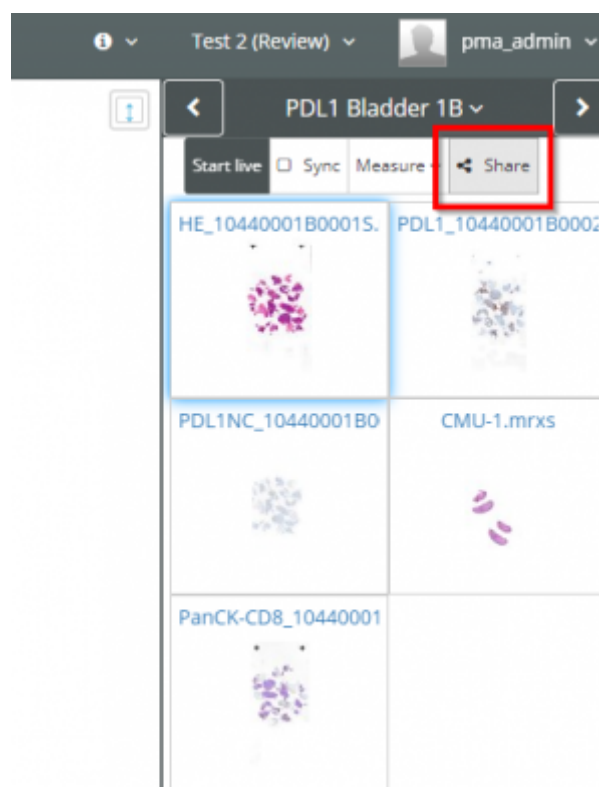 Test 2 (Review) pma_admin
PDL1 Bladder 1B
Start live Sync Measure Share
HE_10440001B0001S. PDL1_10440001B0002
PDL1NC_10440001B0 CMU-1.mrxs
PanCK-CD8_10440001